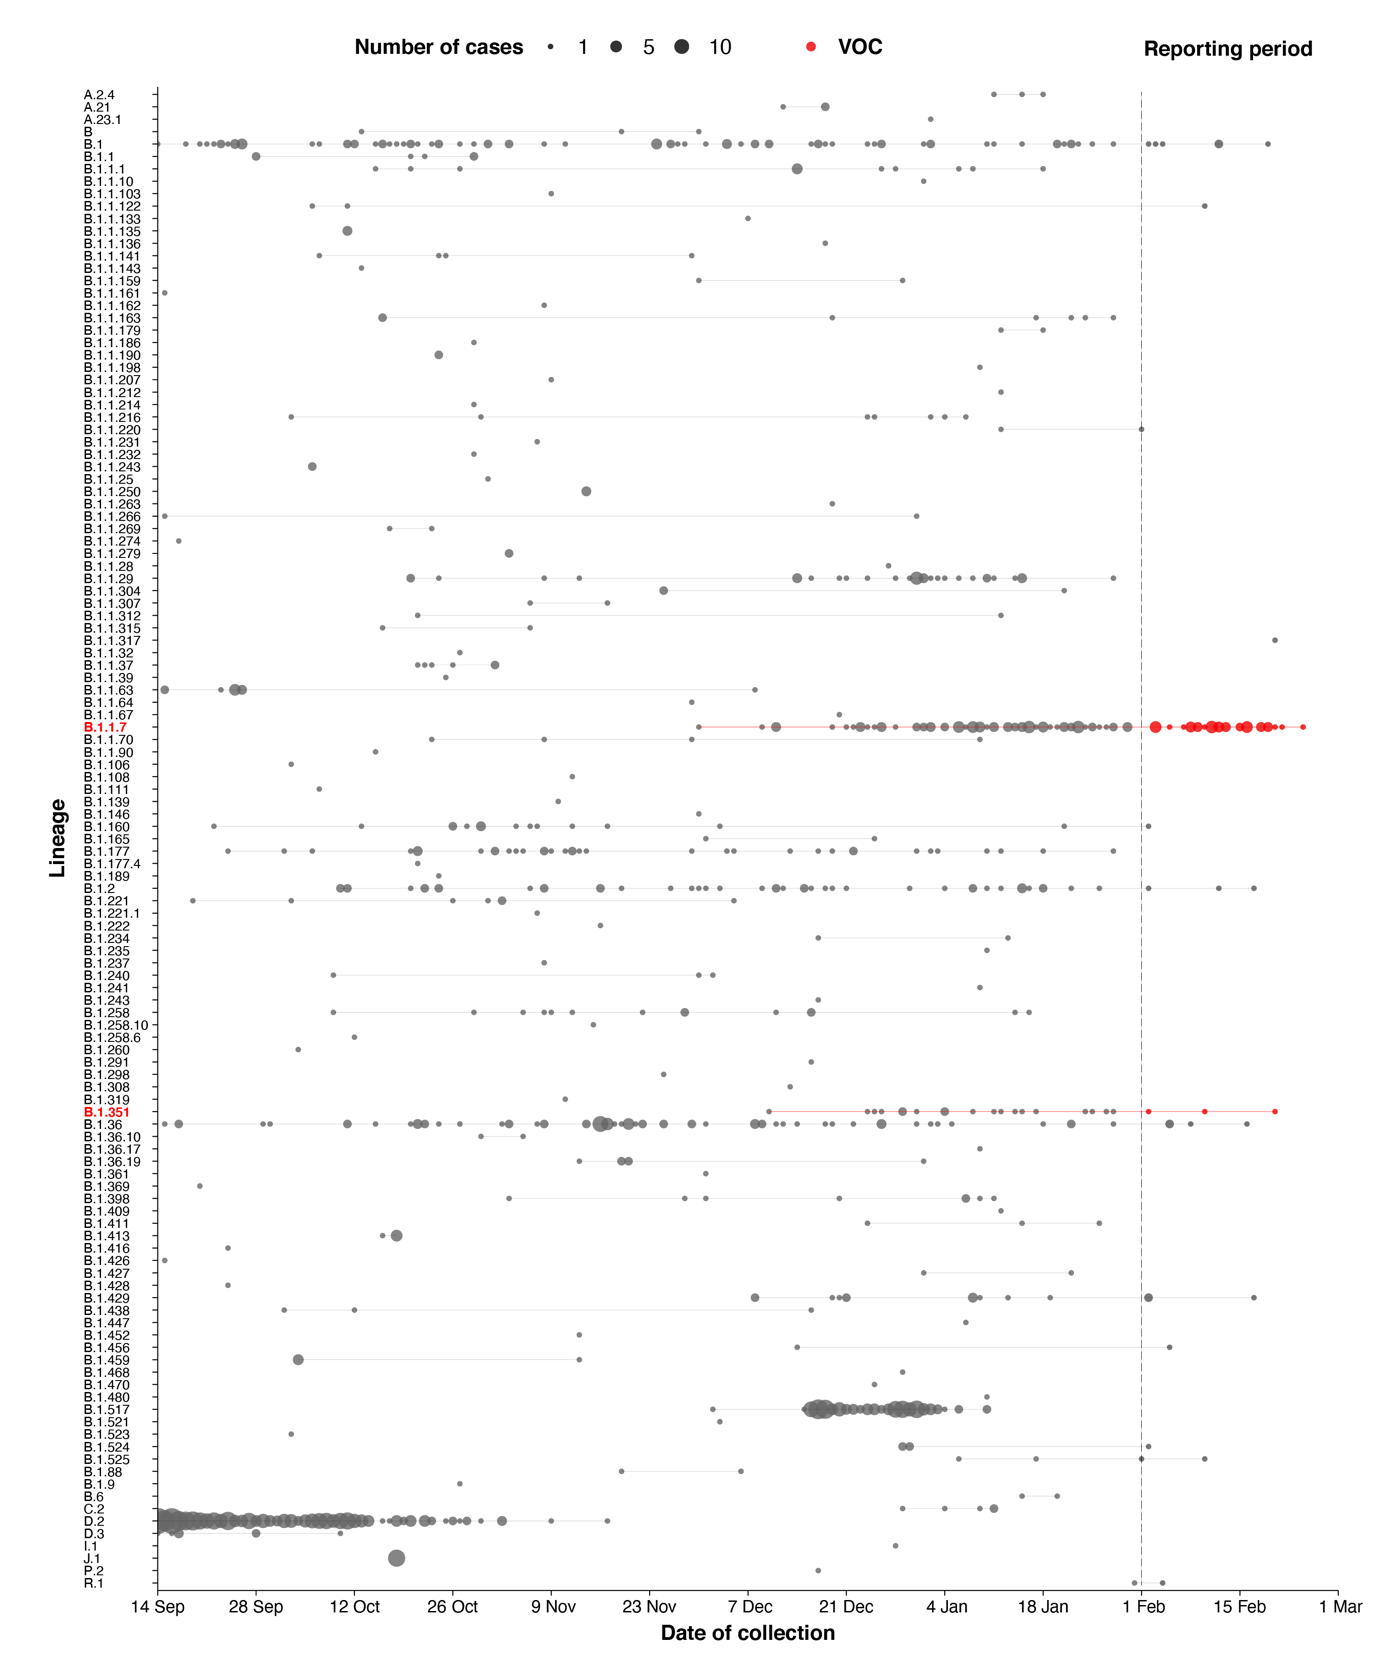 Number of cases 1 5 10 VOC Reporting period
A.2.4
A.21
A.23.1
B
B.1
B.1.1
B.1.1.1
B.1.1.10
B.1.1.103
B.1.1.122
B.1.1.133
B.1.1.135
B.1.1.136
B.1.1.141
B.1.1.143
B.1.1.159
B.1.1.161
B.1.1.162
B.1.1.163
B.1.1.179
B.1.1.186
B.1.1.190
B.1.1.198
B.1.1.207
B.1.1.212
B.1.1.214
B.1.1.216
B.1.1.220
B.1.1.231
B.1.1.232
B.1.1.243
B.1.1.25
B.1.1.250
B.1.1.263
B.1.1.266
B.1.1.269
B.1.1.274
B.1.1.279
B.1.1.28
B.1.1.29
B.1.1.304
B.1.1.307
B.1.1.312
B.1.1.315
B.1.1.317
B.1.1.32
B.1.1.37
B.1.1.39
B.1.1.63
B.1.1.64
B.1.1.67
B.1.1.7
B.1.1.70
B.1.1.90
B.1.106
B.1.108
B.1.111
B.1.139
B.1.146
B.1.160
B.1.165
B.1.177
B.1.177.4
B.1.189
B.1.2
B.1.221
B.1.221.1
B.1.222
B.1.234
B.1.235
B.1.237
B.1.240
B.1.241
B.1.243
B.1.258
B.1.258.10
B.1.258.6
B.1.260
B.1.291
B.1.298
B.1.308
B.1.319
B.1.351
B.1.36
B.1.36.10
B.1.36.17
B.1.36.19
B.1.361
B.1.369
B.1.398
B.1.409
B.1.411
B.1.413
B.1.416
B.1.426
B.1.427
B.1.428
B.1.429
B.1.438
B.1.447
B.1.452
B.1.456
B.1.459
B.1.468
B.1.470
B.1.480
B.1.517
B.1.521
B.1.523
B.1.524
B.1.525
B.1.88
B.1.9
B.6
C.2
D.2
D.3
I.1
J.1
P.2
R.1
Lineage
14 Sep 28 Sep 12 Oct 26 Oct 9 Nov 23 Nov 7 Dec 21 Dec 4 Jan 18 Jan 1 Feb 15 Feb 1 Mar
Date of collection